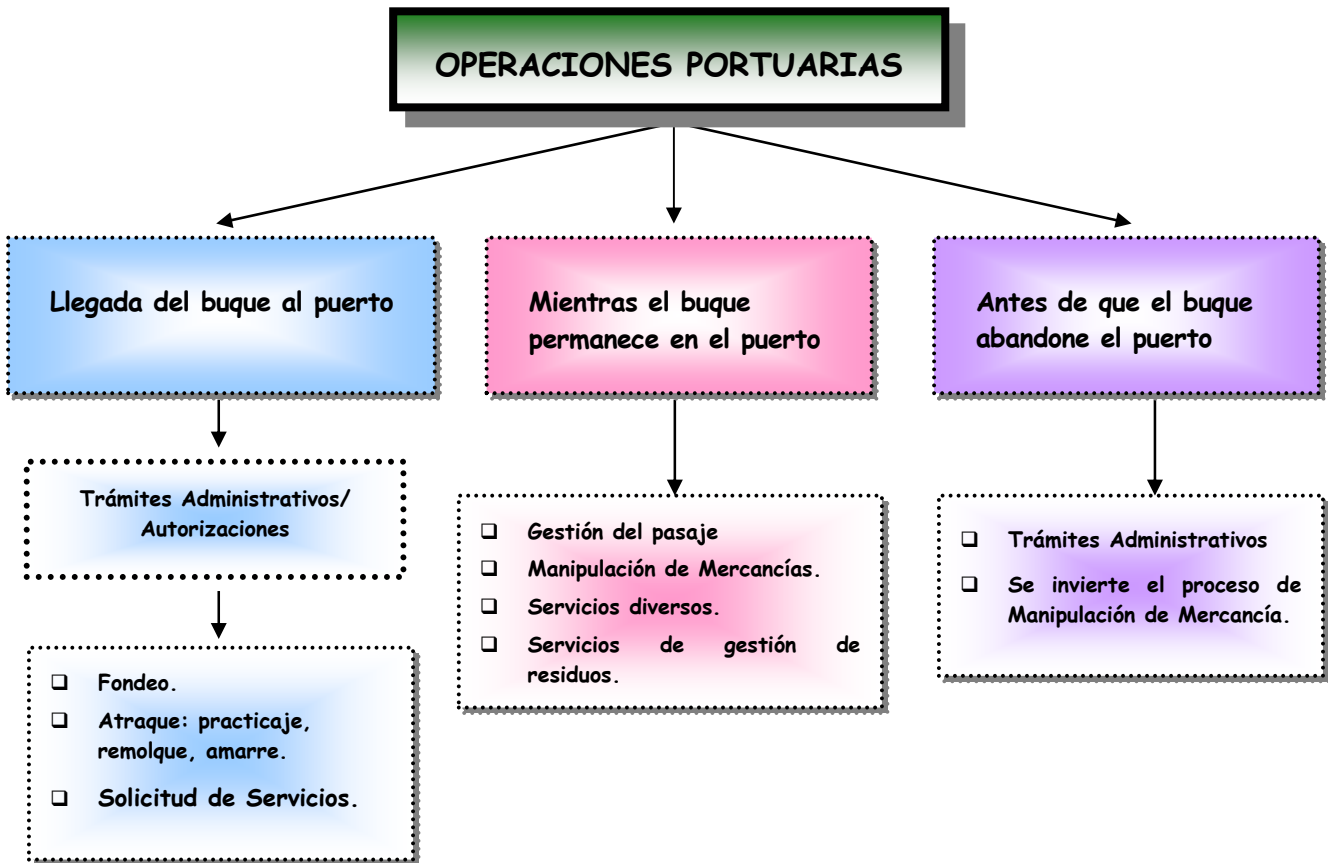 OPERACIONES PORTUARIAS
Llegada del buque al puerto
Trámites Administrativos/
Autorizaciones
Fondeo.
Atraque: practicaje,
remolque, amarre.
Solicitud de Servicios.
Mientras el buque
permanece en el puerto
Gestión del pasaje
Manipulación de Mercancías.
Servicios diversos.
Servicios de gestión de
residuos.
Antes de que el buque
abandone el puerto
Trámites Administrativos
Se invierte el proceso de
Manipulación de Mercancía.